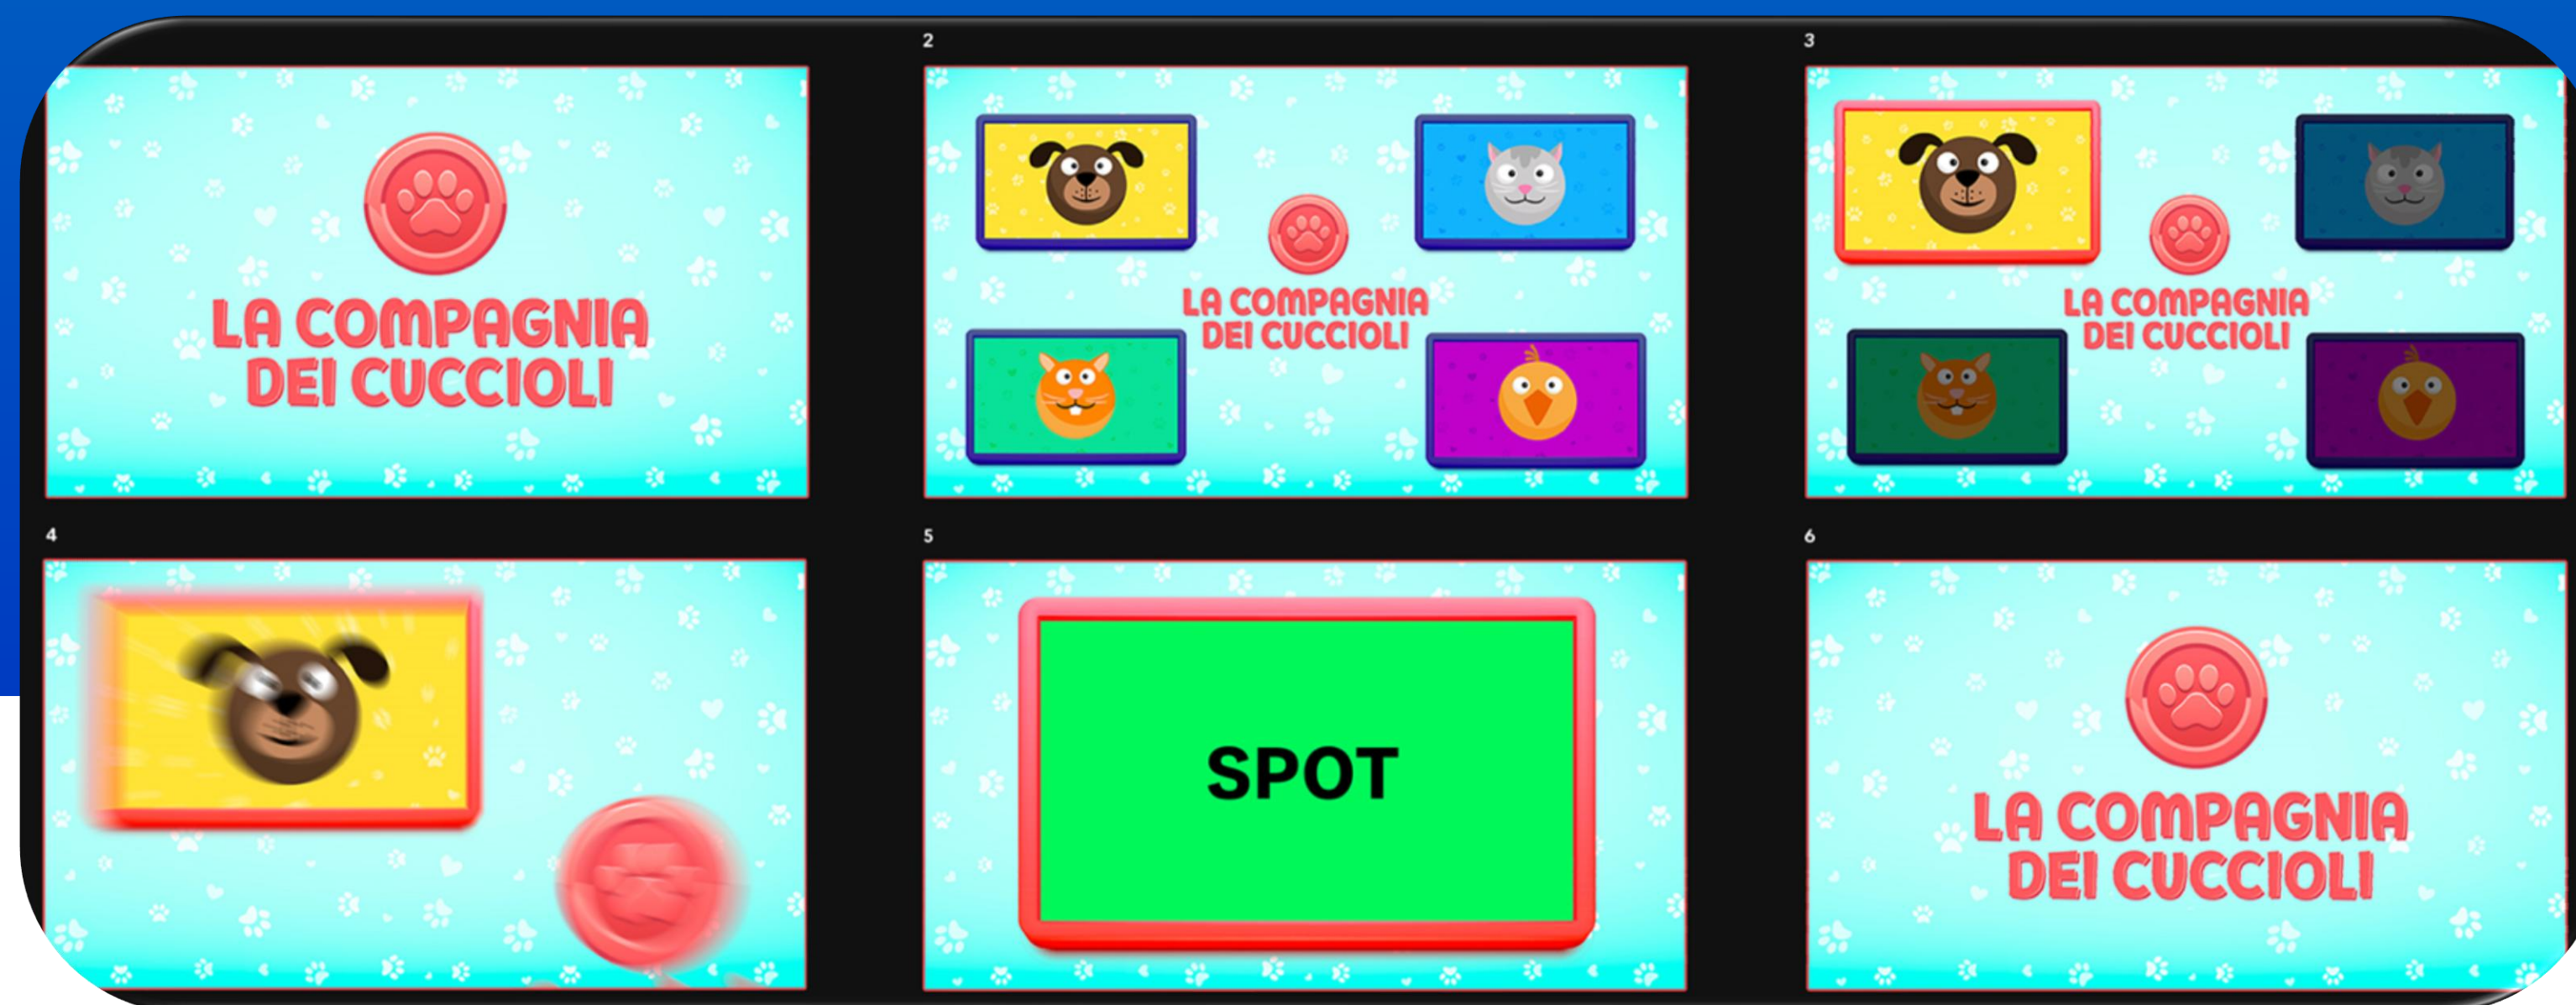 2
3
LA COMPAGNIA
DEI CUCCIOLI
LA COMPAGNIA
DEI CUCCIOLI
LA COMPAGNIA
DEI CUCCIOLI
4
5
6
SPOT
LA COMPAGNIA
DEI CUCCIOLI